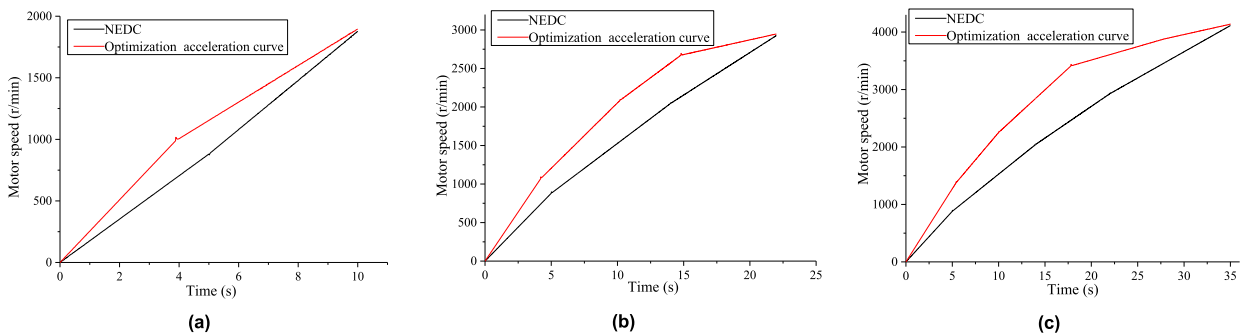 2000
1500
1000
500
0
Motor speed (r/min)
NEDC
Optimization acceleration curve
0 2 4 6 8 10
Time (s)
(a)
3000
2500
2000
1500
1000
500
0
Motor speed (r/min)
NEDC
Optimization acceleration curve
0 5 10 15 20 25
Time (s)
(b)
4000
3000
2000
1000
0
Motor speed (r/min)
NEDC
Optimization acceleration curve
0 5 10 15 20 25 30 35
Time (s)
(c)